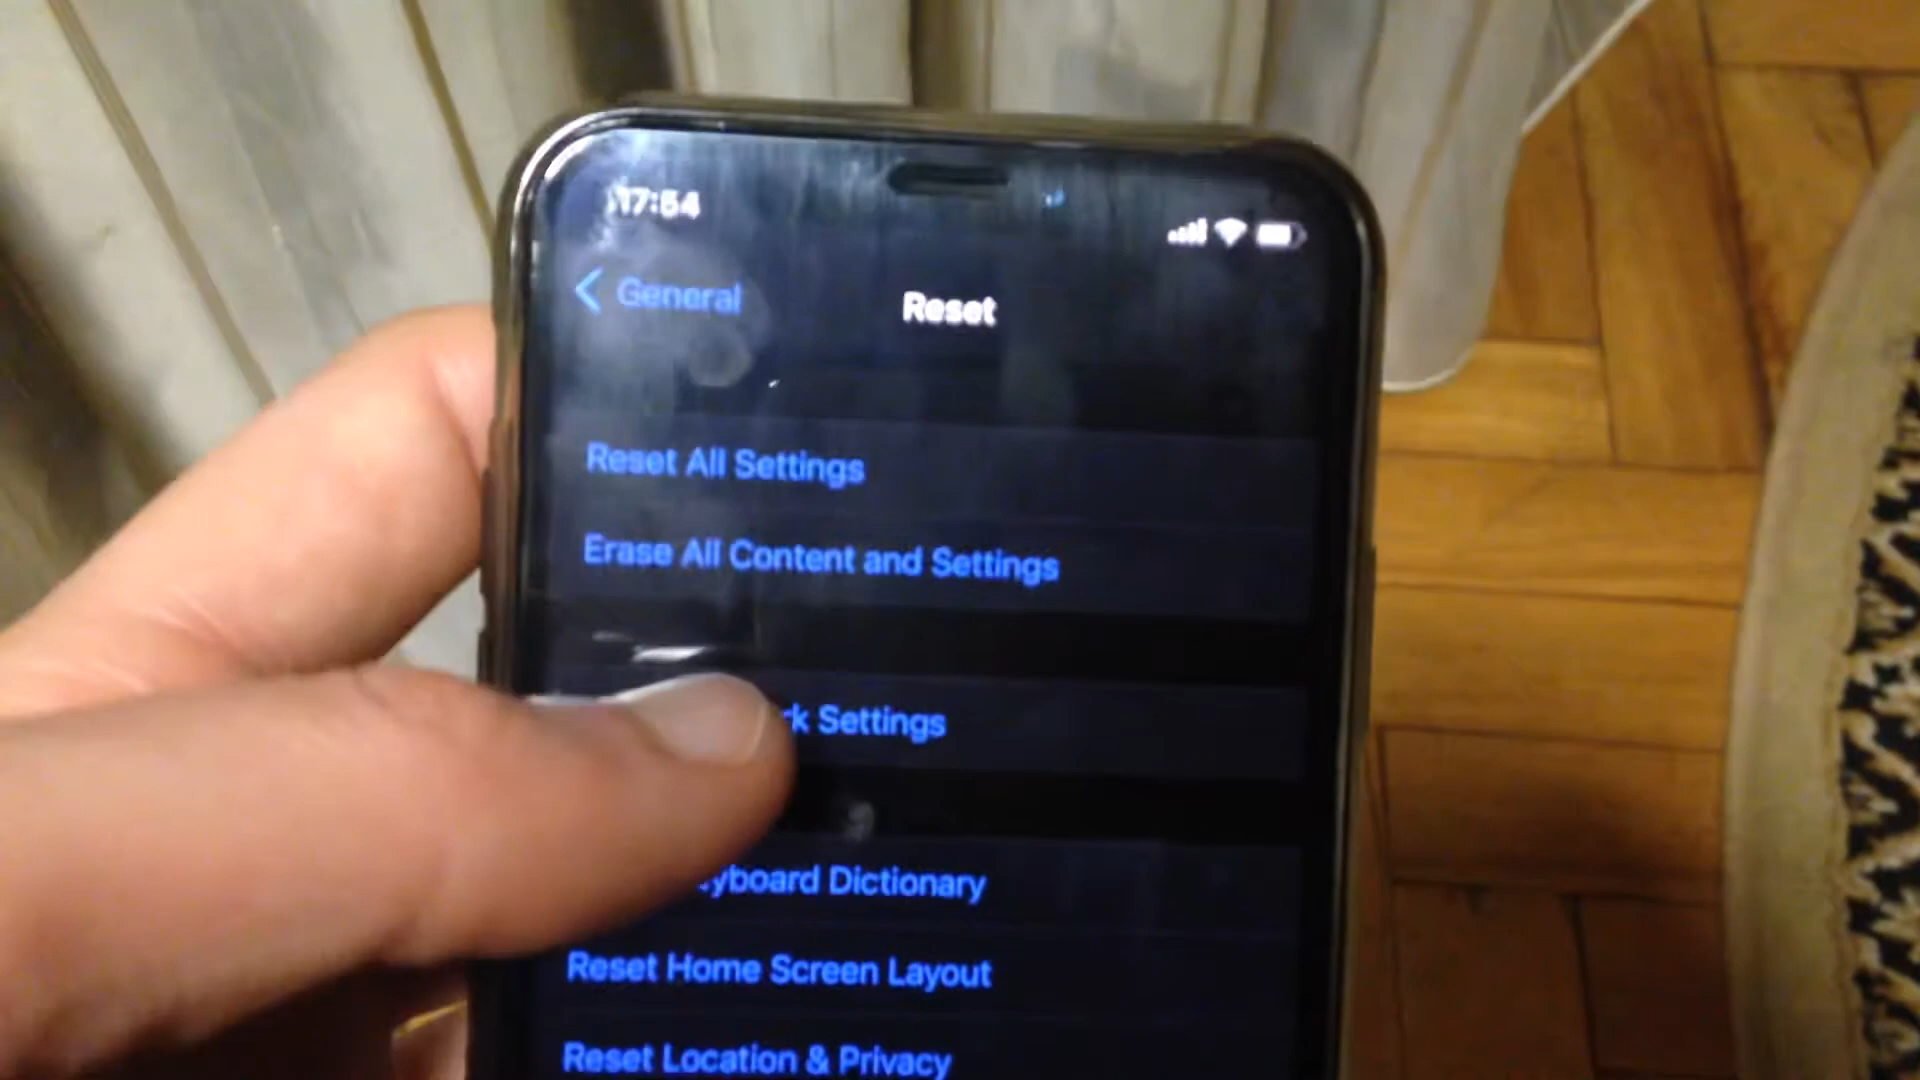 17:54
General
Reset
Reset All Settings
Erase All Content and Settings
Settings
Dictionary
Reset Home Screen Layout
Reset Location & Privacy